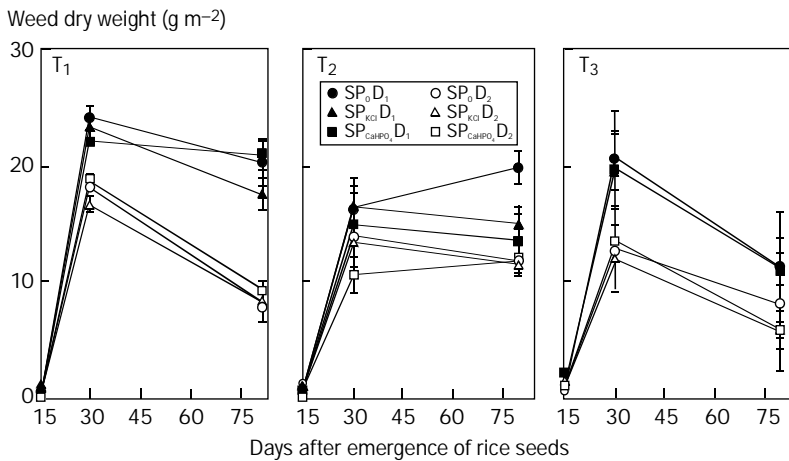 Weed dry weight (g m–2)
30
20
10
0
T1
T2
T3
SP0D1 SP0D2
SPKClD1 SPKClD2
SPCaHPO4D1 SPCaHPO4D2
15 30 45 60 75 15 30 45 60 75 15 30 45 60 75
Days after emergence of rice seeds